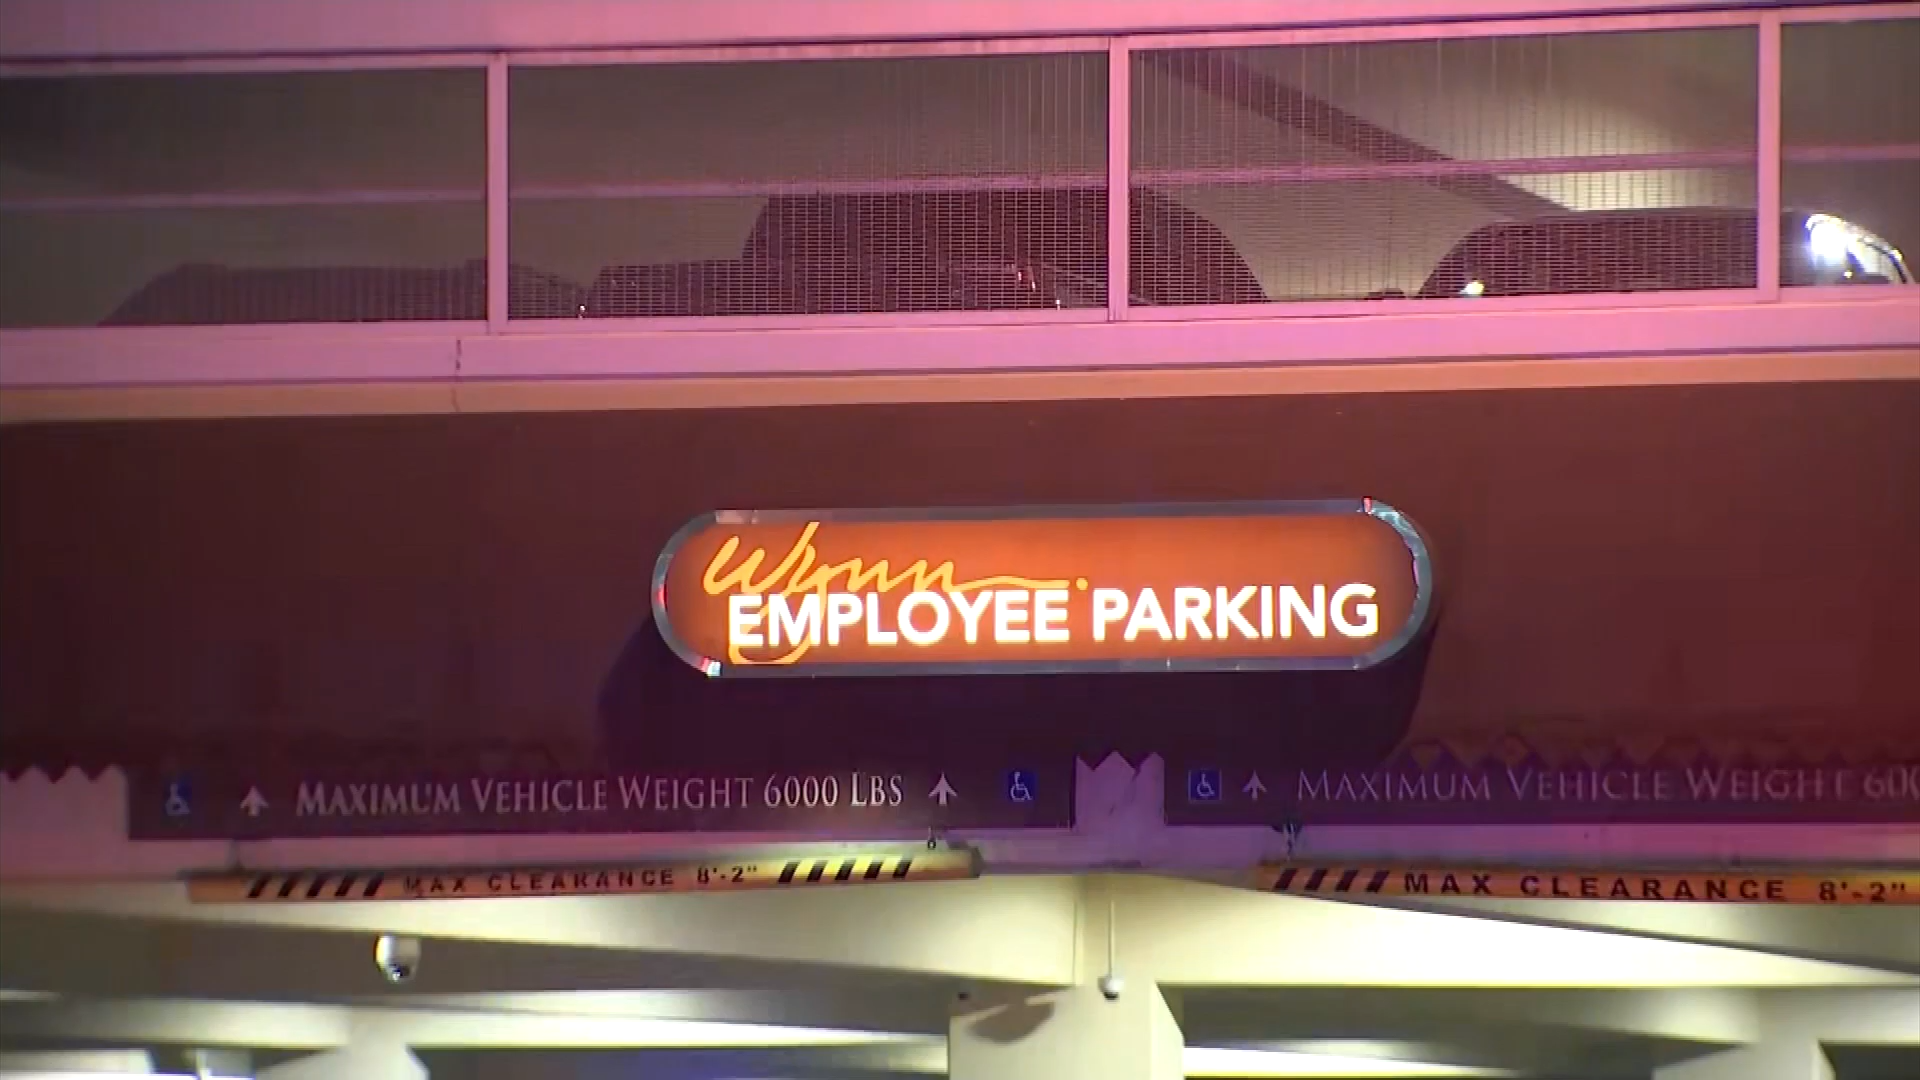 Wynn
EMPLOYEE PARKING
MAXIMUM VEHICLE WEIGHT 6000 LBS
MAXIMUM VEHICLE WEIGHT 600
MAX CLEARANCE 8'-2"
MAX CLEARANCE 8'-2"